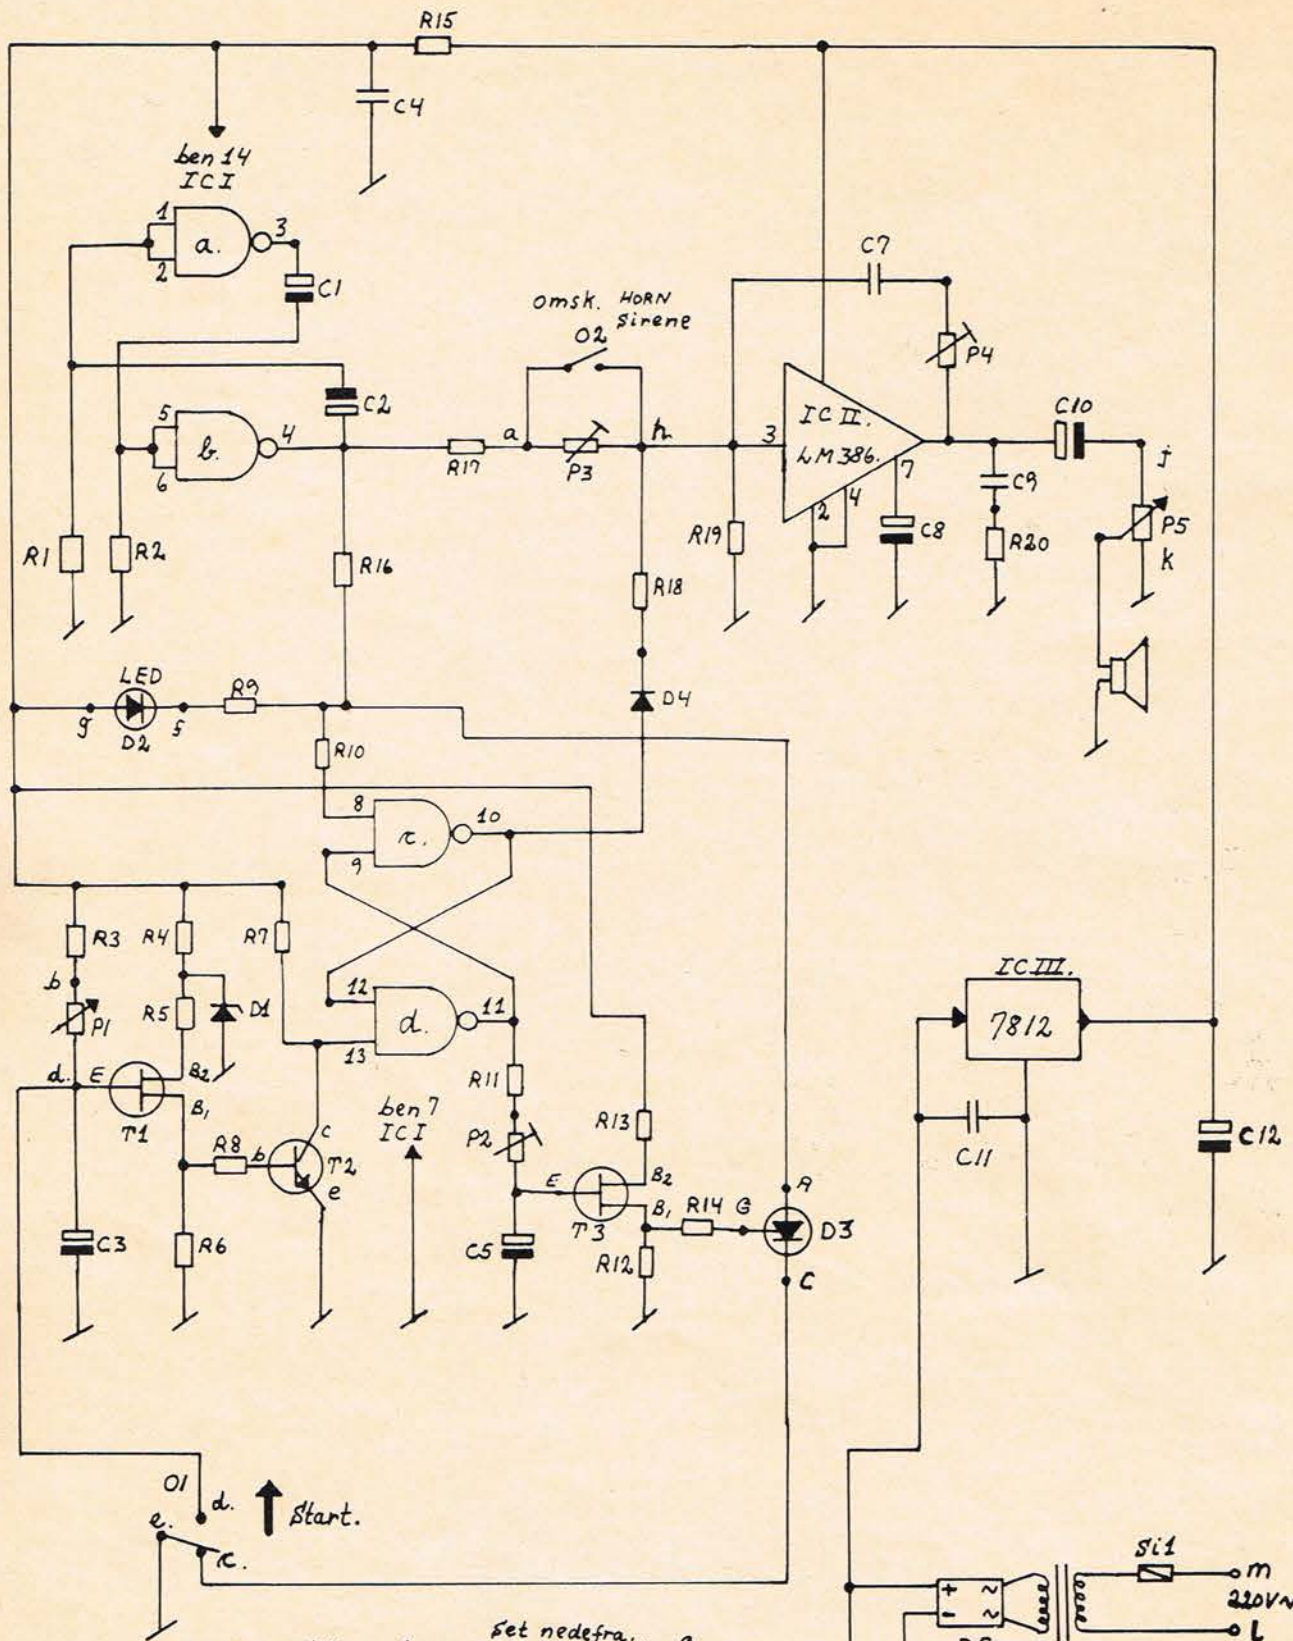 R15
C4
ben 14
ICI
1
a.
3
2
C1
omsk. HORN
Sirene
O2
C7
P4
C2
5
b.
4
6
R17
a
P3
h
3
IC II.
LM386.
7
4
2
C10
j
C9
P5
k
R1
R2
R16
R18
R19
C8
R20
LED
g
f
D2
R9
R10
D4
8
c.
10
9
R3
R4
R7
b
P1
R5
D1
12
d.
11
13
IC III.
7812
d.
E
B2
B1
T1
R11
ben 7
ICI
P2
R13
C11
C12
R8
b
c
T2
e
E
B2
T3
B1
R14
G
A
D3
C
C3
R6
C5
R12
O1
d.
Start.
e.
c.
Si1
m
220V~
L
+
~
-
~
Set nedefra.